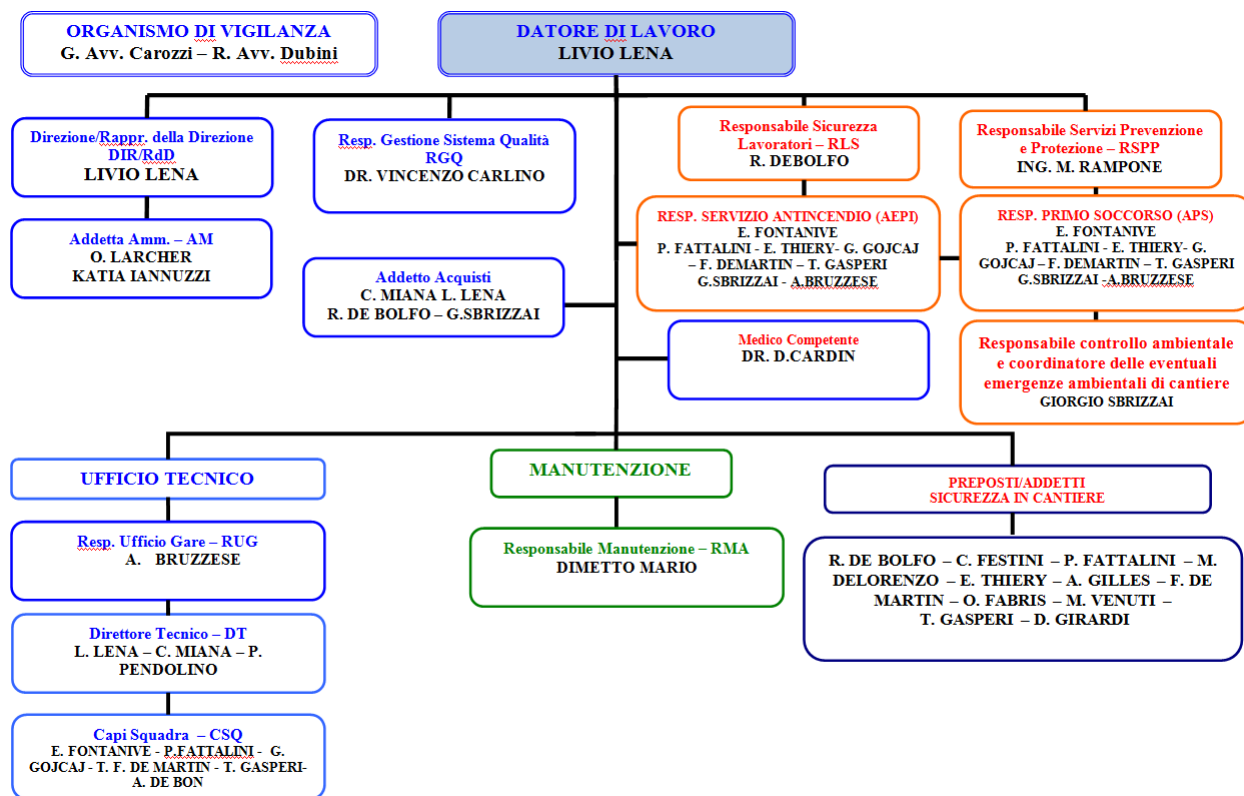 ORGANISMO DI VIGILANZA
G. Avv. Carozzi – R. Avv. Dubini
DATORE DI LAVORO
LIVIO LENA
Direzione/Rappr. della Direzione
DIR/RdD
LIVIO LENA
Resp. Gestione Sistema Qualità
RGQ
DR. VINCENZO CARLINO
Responsabile Sicurezza
Lavoratori - RLS
R. DEBOLFO
Responsabile Servizi Prevenzione
e Protezione - RSPP
ING. M. RAMPONE
Addetta Amm. – AM
O. LARCHER
KATIA IANNUZZI
Addetto Acquisti
C. MIANA L. LENA
R. DE BOLFO – G.SBRIZZAI
RESP. SERVIZIO ANTINCENDIO (AEPI)
E. FONTANIVE
P. FATTALINI - E. THIERY- G. GOJCAJ
– F. DEMARTIN – T. GASPERI
G.SBRIZZAI - A.BRUZZESE
RESP. PRIMO SOCCORSO (APS)
E. FONTANIVE
P. FATTALINI - E. THIERY- G.
GOJCAJ – F. DEMARTIN – T. GASPERI
G.SBRIZZAI -A.BRUZZESE
Medico Competente
DR. D.CARDIN
Responsabile controllo ambientale
e coordinatore delle eventuali
emergenze ambientali di cantiere
GIORGIO SBRIZZAI
UFFICIO TECNICO
MANUTENZIONE
PREPOSTI/ADDETTI
SICUREZZA IN CANTIERE
Resp. Ufficio Gare – RUG
A. BRUZZESE
Responsabile Manutenzione – RMA
DIMETTO MARIO
R. DE BOLFO – C. FESTINI – P. FATTALINI – M.
DELORENZO – E. THIERY – A. GILLES – F. DE
MARTIN – O. FABRIS – M. VENUTI –
T. GASPERI – D. GIRARDI
Direttore Tecnico – DT
L. LENA – C. MIANA – P.
PENDOLINO
Capi Squadra – CSQ
E. FONTANIVE - P.FATTALINI - G.
GOJCAJ - T. F. DE MARTIN - T. GASPERI-
A. DE BON